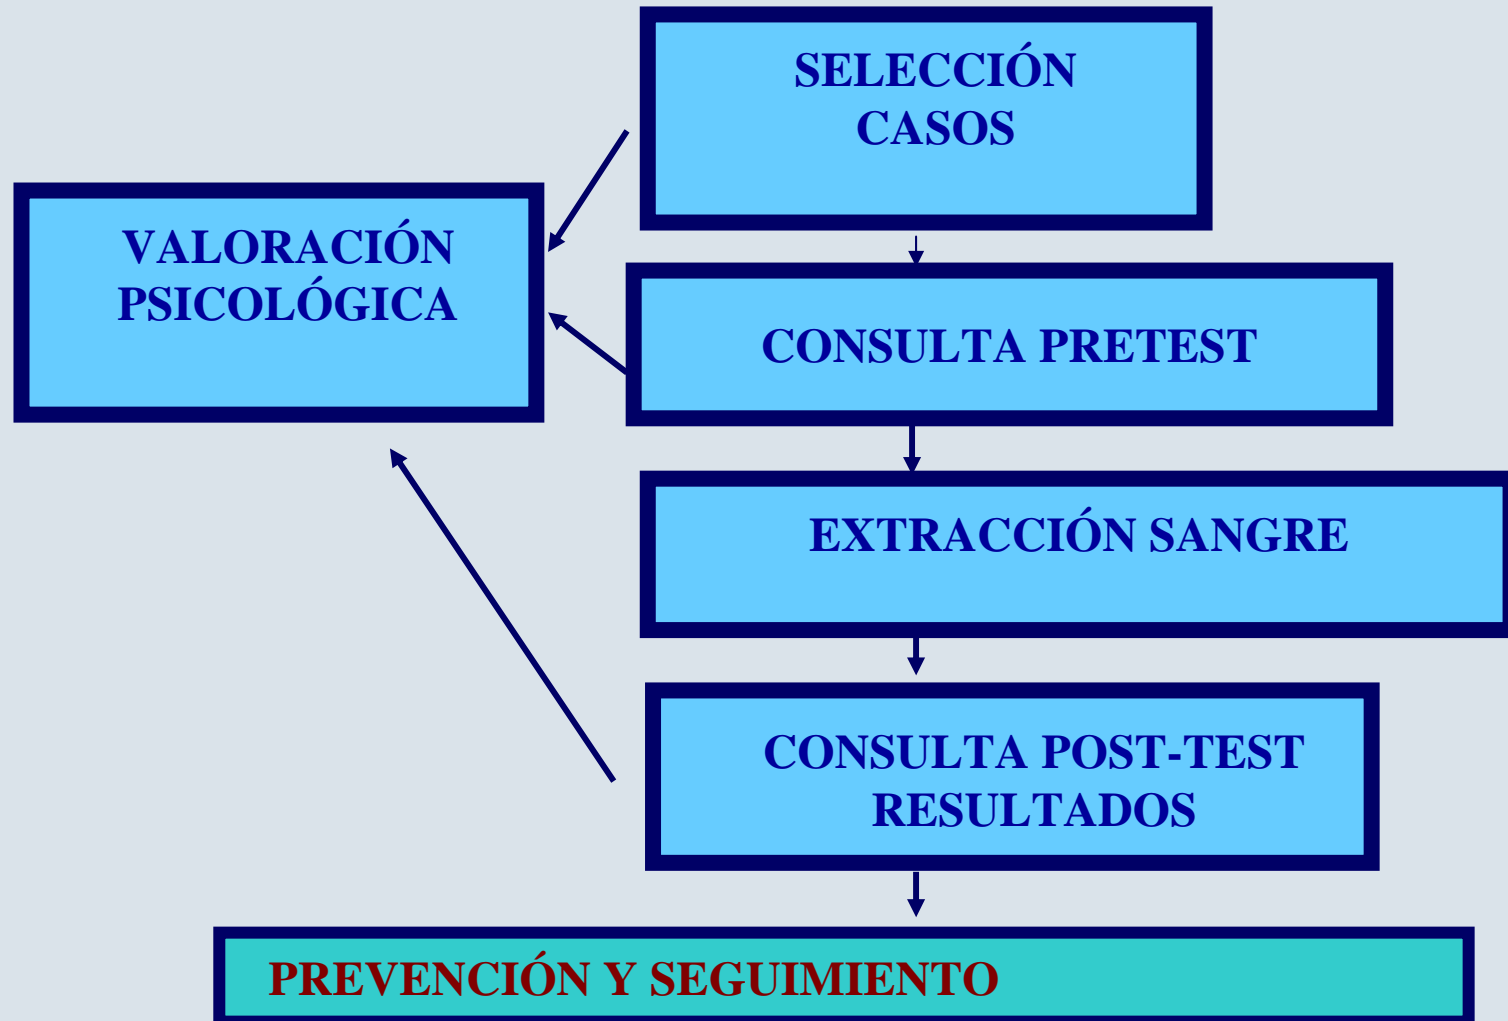 SELECCIÓN
CASOS
VALORACIÓN
PSICOLÓGICA
CONSULTA PRETEST
EXTRACCIÓN SANGRE
CONSULTA POST-TEST
RESULTADOS
PREVENCIÓN Y SEGUIMIENTO